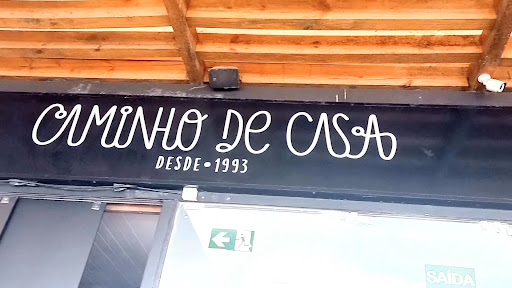 CAMINHO DE CASA
DESDE • 1993
SAÍDA